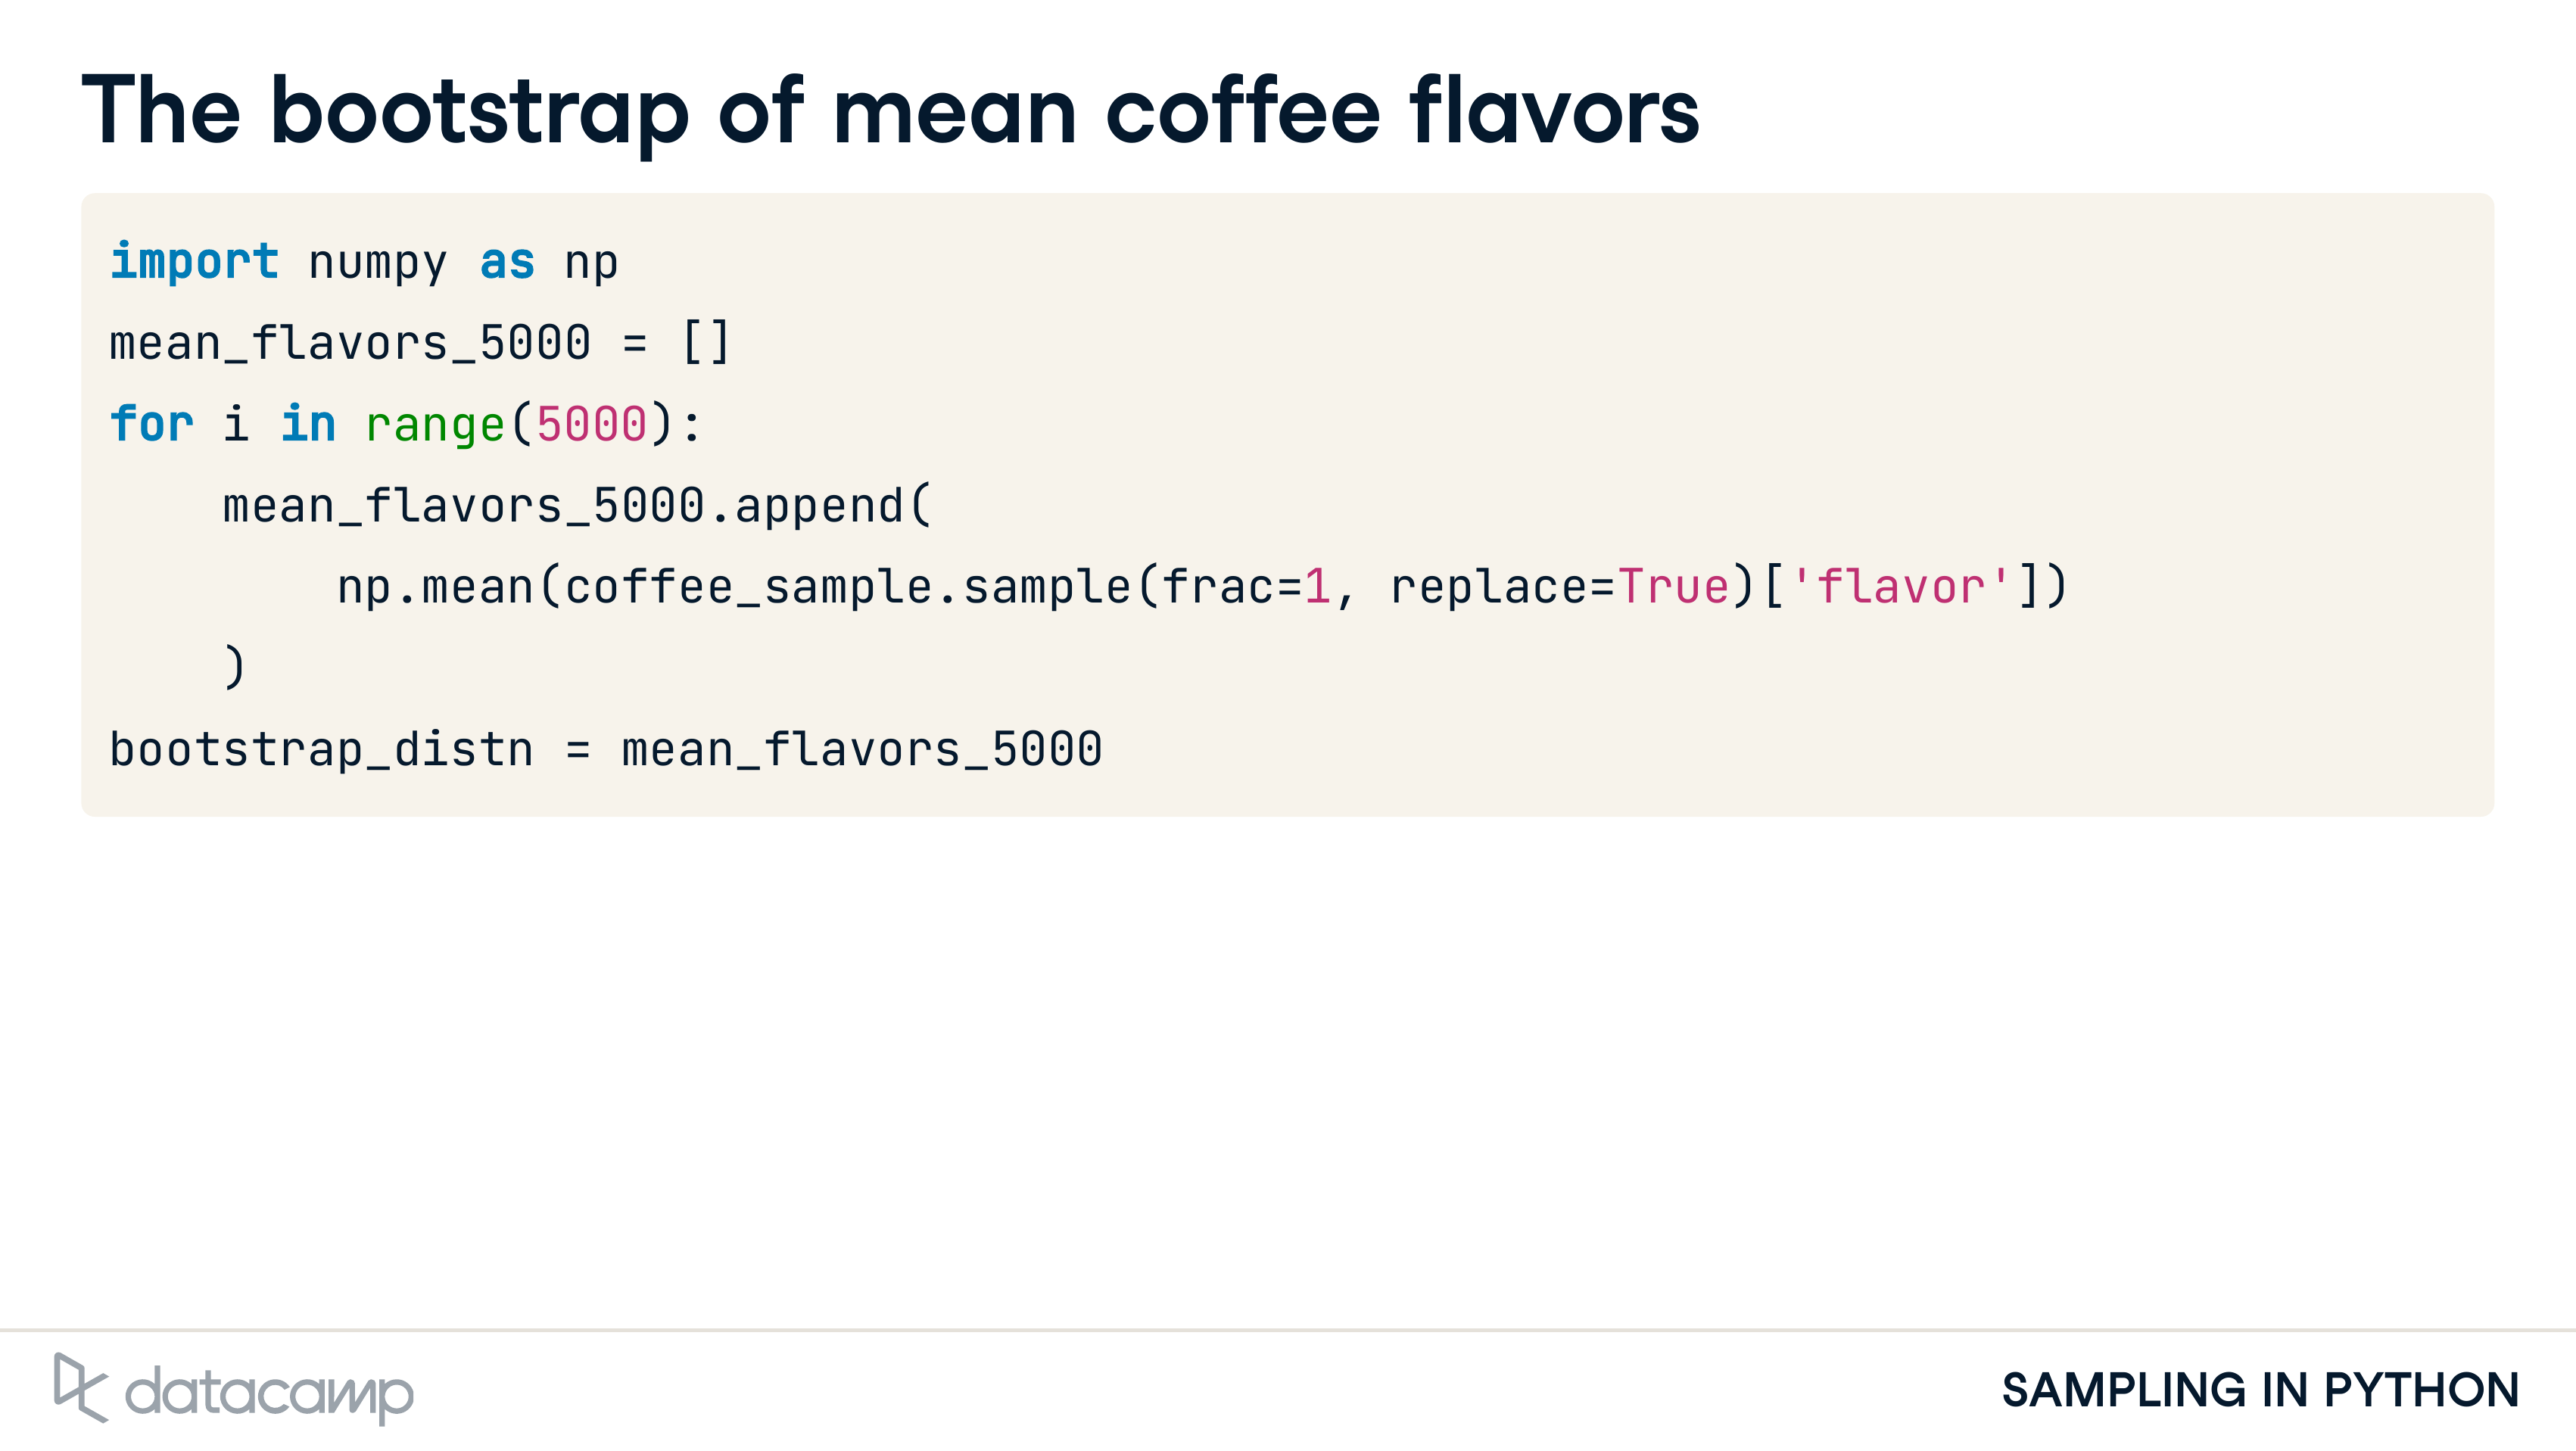 The bootstrap of mean coffee flavors
import numpy as np
mean_flavors_5000 = []
for i in range(5000):
    mean_flavors_5000.append(
        np.mean(coffee_sample.sample(frac=1, replace=True)['flavor'])
    )
bootstrap_distn = mean_flavors_5000
datacamp
SAMPLING IN PYTHON